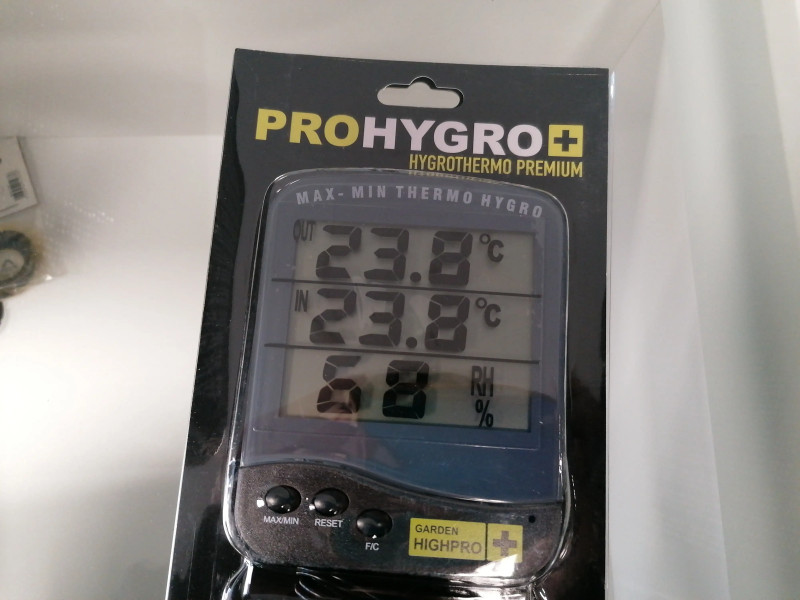 PROHYGRO+
HYGROTHERMO PREMIUM
MAX- MIN THERMO HYGRO
OUT 23.8 °C
IN 23.8 °C
68 RH %
MAX/MIN RESET F/C
GARDEN
HIGHPRO +